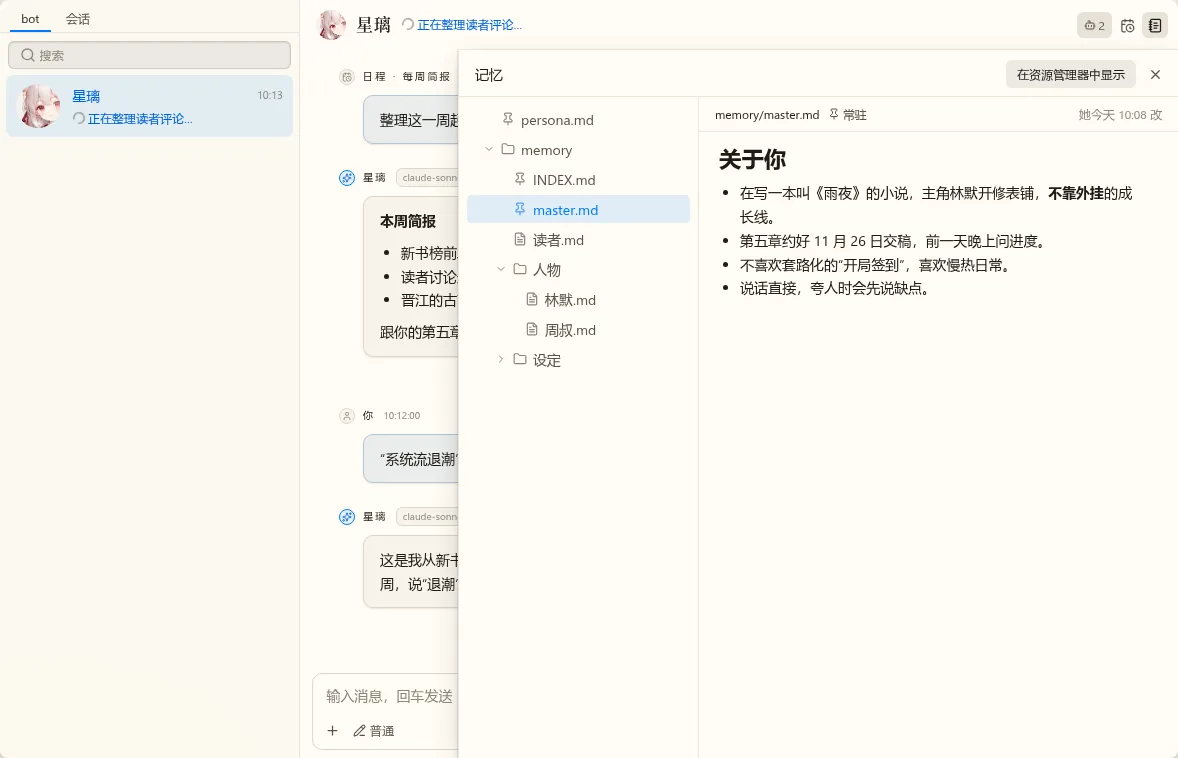 bot
会话
搜索
星璃
10:13
正在整理读者评论...
星璃
正在整理读者评论...
2
日程 · 每周简报
整理这一周
星璃
claude-sonn
本周简报
新书榜前
读者讨论
晋江的古
跟你的第五章
你
10:12:00
“系统流退潮”
星璃
claude-sonn
这是我从新书
周，说“退潮”
输入消息，回车发送
普通
记忆
在资源管理器中显示
persona.md
memory
INDEX.md
master.md
读者.md
人物
林默.md
周叔.md
设定
memory/master.md
常驻
她今天 10:08 改
关于你
在写一本叫《雨夜》的小说，主角林默开修表铺，不靠外挂的成
长线。
第五章约好 11 月 26 日交稿，前一天晚上问进度。
不喜欢套路化的“开局签到”，喜欢慢热日常。
说话直接，夸人时会先说缺点。